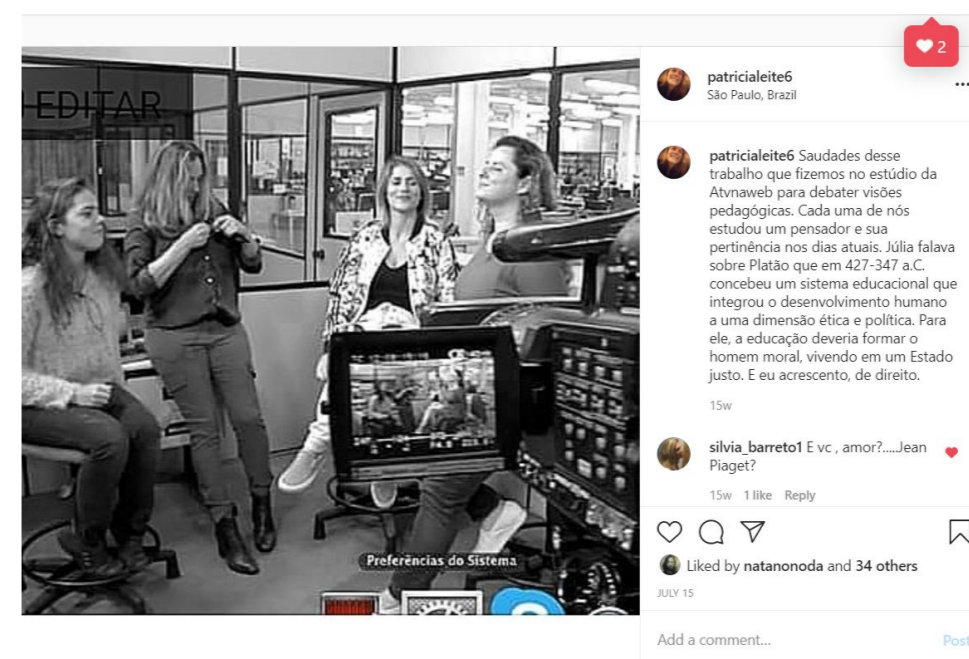 2
EDITAR
Preferências do Sistema
patricialeite6
São Paulo, Brazil
patricialeite6 Saudades desse
trabalho que fizemos no estúdio da
Atvnaweb para debater visões
pedagógicas. Cada uma de nós
estudou um pensador e sua
pertinência nos dias atuais. Júlia falava
sobre Platão que em 427-347 a.C.
concebeu um sistema educacional que
integrou o desenvolvimento humano
a uma dimensão ética e política. Para
ele, a educação deveria formar o
homem moral, vivendo em um Estado
justo. E eu acrescento, de direito.
15w
silvia_barreto1 E vc , amor?.....Jean
Piaget?
15w 1 like Reply
Liked by natanonoda and 34 others
JULY 15
Add a comment...
Post